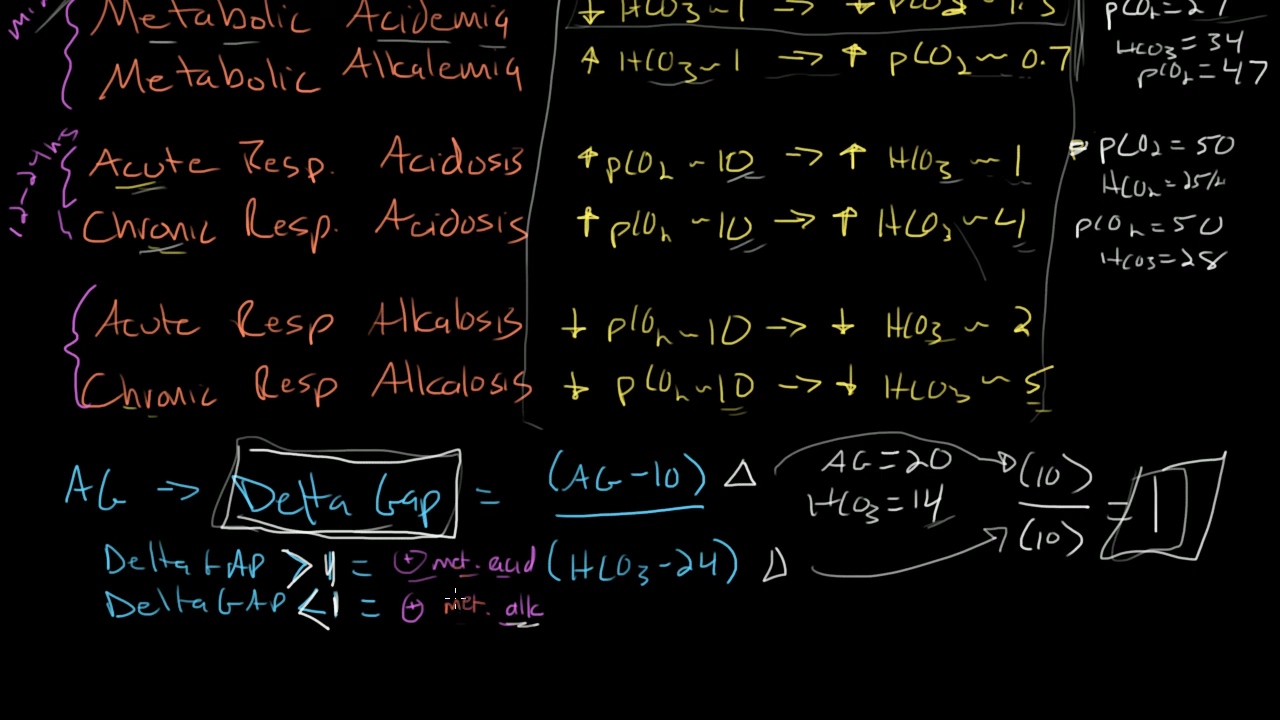 Metabolic Acidemia ↓ HCO3~1 → ↓ pCO2~1.3
Metabolic Alkalemia ↑ HCO3~1 → ↑ pCO2~0.7
HCO3=34
pCO2=47
Acute Resp. Acidosis ↑ pCO2~10 → ↑ HCO3~1
pCO2=50
Chronic Resp. Acidosis ↑ pCO2~10 → ↑ HCO3~4
pCO2=50
HCO3=28
Acute Resp Alkalosis ↓ pCO2~10 → ↓ HCO3~2
Chronic Resp Alkalosis ↓ pCO2~10 → ↓ HCO3~5
AG → Delta Gap = (AG-10) Δ
(HCO3-24) Δ
AG=20
HCO3=14
(10)
(10)
= 1
Delta GAP >1 = + met. acid
Delta GAP <1 = + met. alk